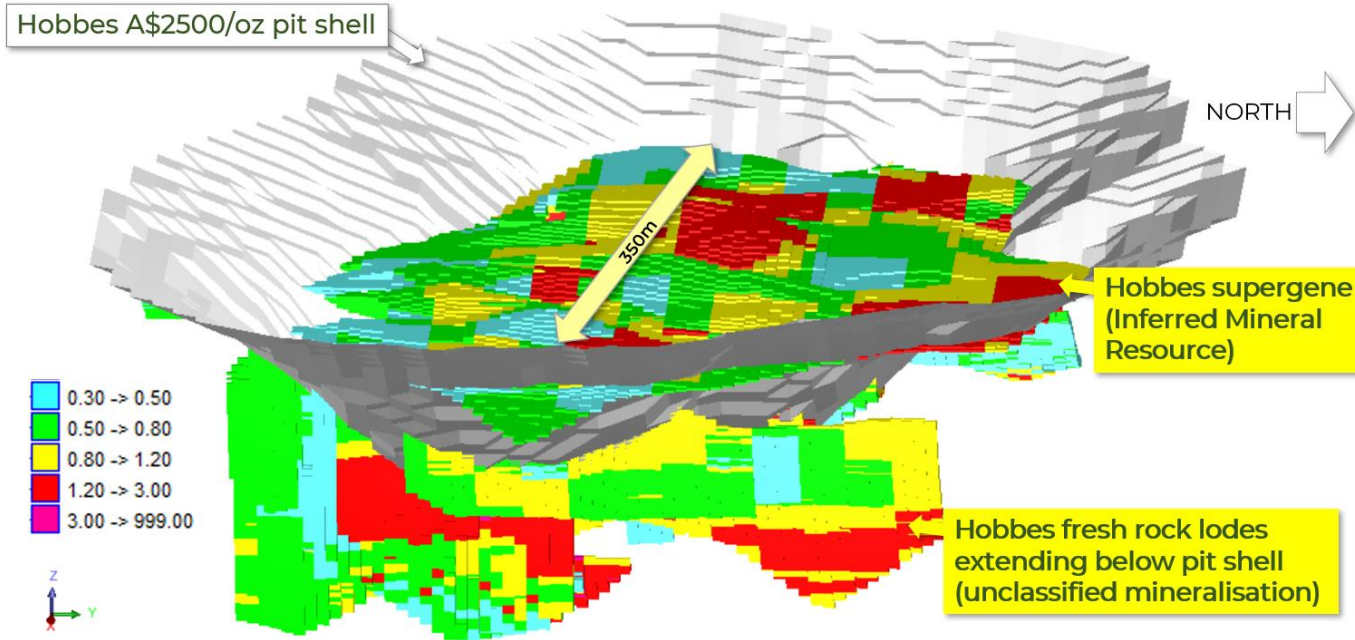 Hobbes A$2500/oz pit shell
NORTH
350m
Hobbes supergene
(Inferred Mineral
Resource)
0.30 -> 0.50
0.50 -> 0.80
0.80 -> 1.20
1.20 -> 3.00
3.00 -> 999.00
Hobbes fresh rock lodes
extending below pit shell
(unclassified mineralisation)
Z
Y
X